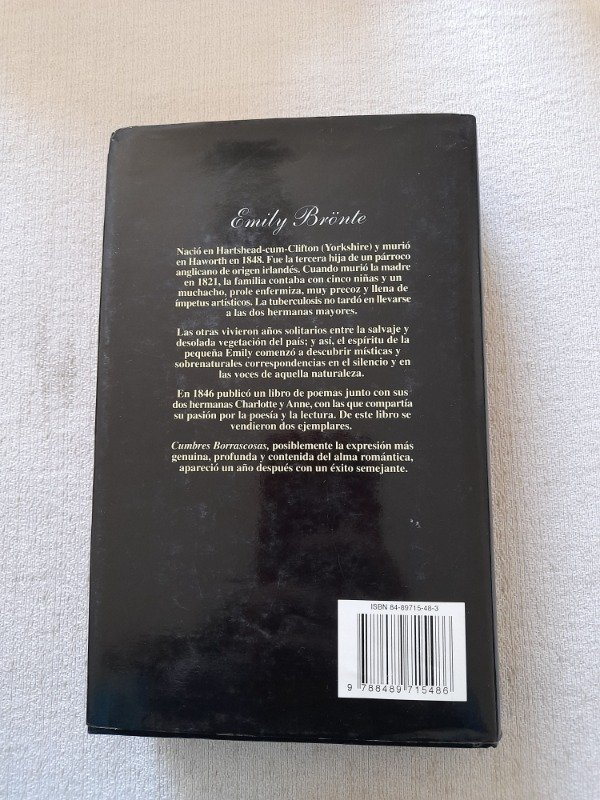 Emily Brönte
Nació en Hartshead-cum-Clifton (Yorkshire) y murió
en Haworth en 1848. Fue la tercera hija de un párroco
anglicano de origen irlandés. Cuando murió la madre
en 1821, la familia contaba con cinco niñas y un
muchacho, prole enfermiza, muy precoz y llena de
ímpetus artísticos. La tuberculosis no tardó en llevarse
a las dos hermanas mayores.
Las otras vivieron años solitarios entre la salvaje y
desolada vegetación del país; y así, el espíritu de la
pequeña Emily comenzó a descubrir místicas y
sobrenaturales correspondencias en el silencio y en
las voces de aquella naturaleza.
En 1846 publicó un libro de poemas junto con sus
dos hermanas Charlotte y Anne, con las que compartía
su pasión por la poesía y la lectura. De este libro se
vendieron dos ejemplares.
Cumbres Borrascosas, posiblemente la expresión más
genuina, profunda y contenida del alma romántica,
apareció un año después con un éxito semejante.
ISBN 84-89715-48-3
9 788489 715486